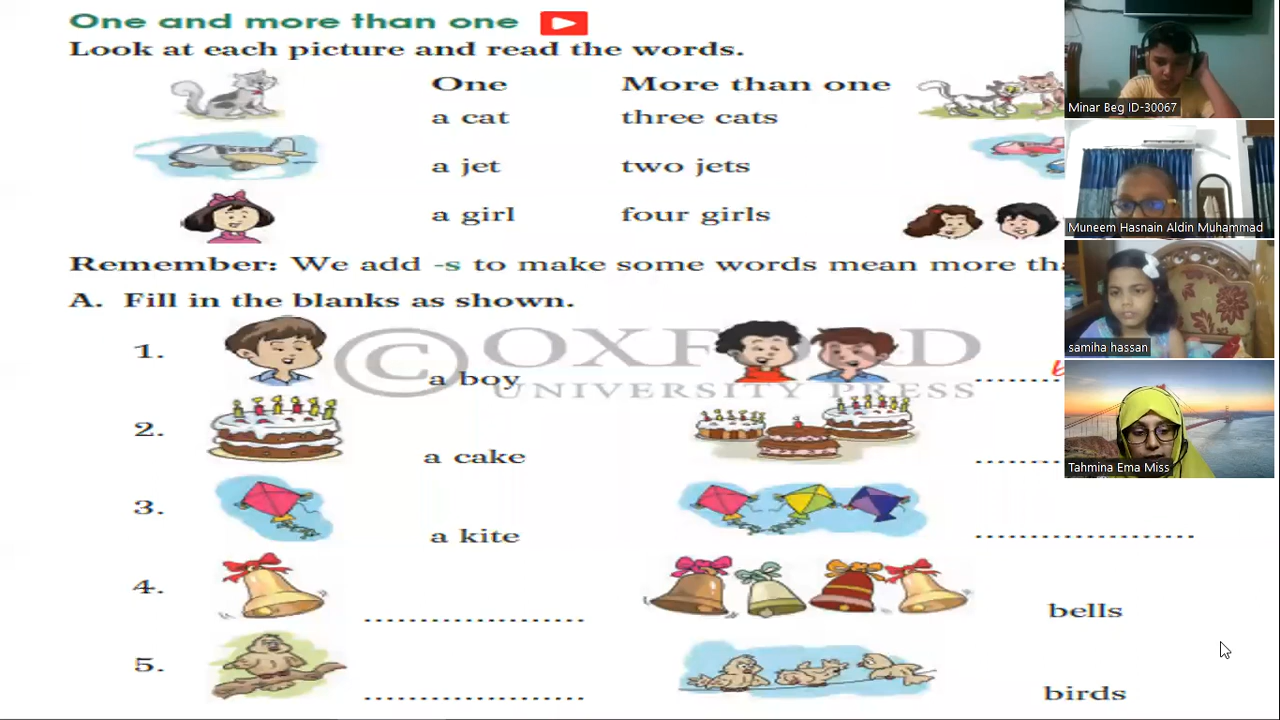 One and more than one
Look at each picture and read the words.
One More than one
a cat three cats
a jet two jets
a girl four girls
Remember: We add -s to make some words mean more
A. Fill in the blanks as shown.
1. a boy ....................
2. a cake ....................
3. a kite ....................
4. .................... bells
5. .................... birds
© OXFORD
UNIVERSITY PRESS
Minar Beg ID-30067
Muneem Hasnain Aldin Muhammad
samiha hassan
Tahmina Ema Miss